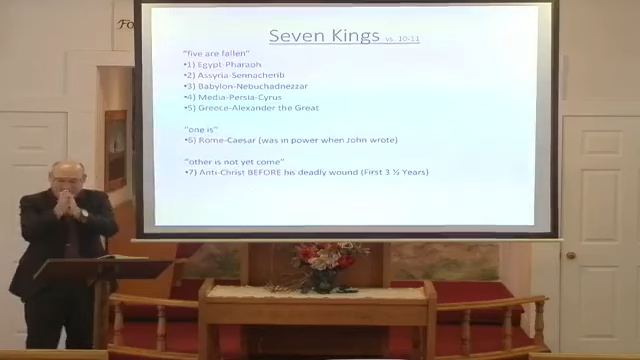 Fo
Seven Kings vs. 10-11
"five are fallen"
•1) Egypt-Pharaoh
•2) Assyria-Sennacherib
•3) Babylon-Nebuchadnezzar
•4) Media-Persia-Cyrus
•5) Greece-Alexander the Great
"one is"
•6) Rome-Caesar (was in power when John wrote)
"other is not yet come"
•7) Anti-Christ BEFORE his deadly wound (First 3 ½ Years)